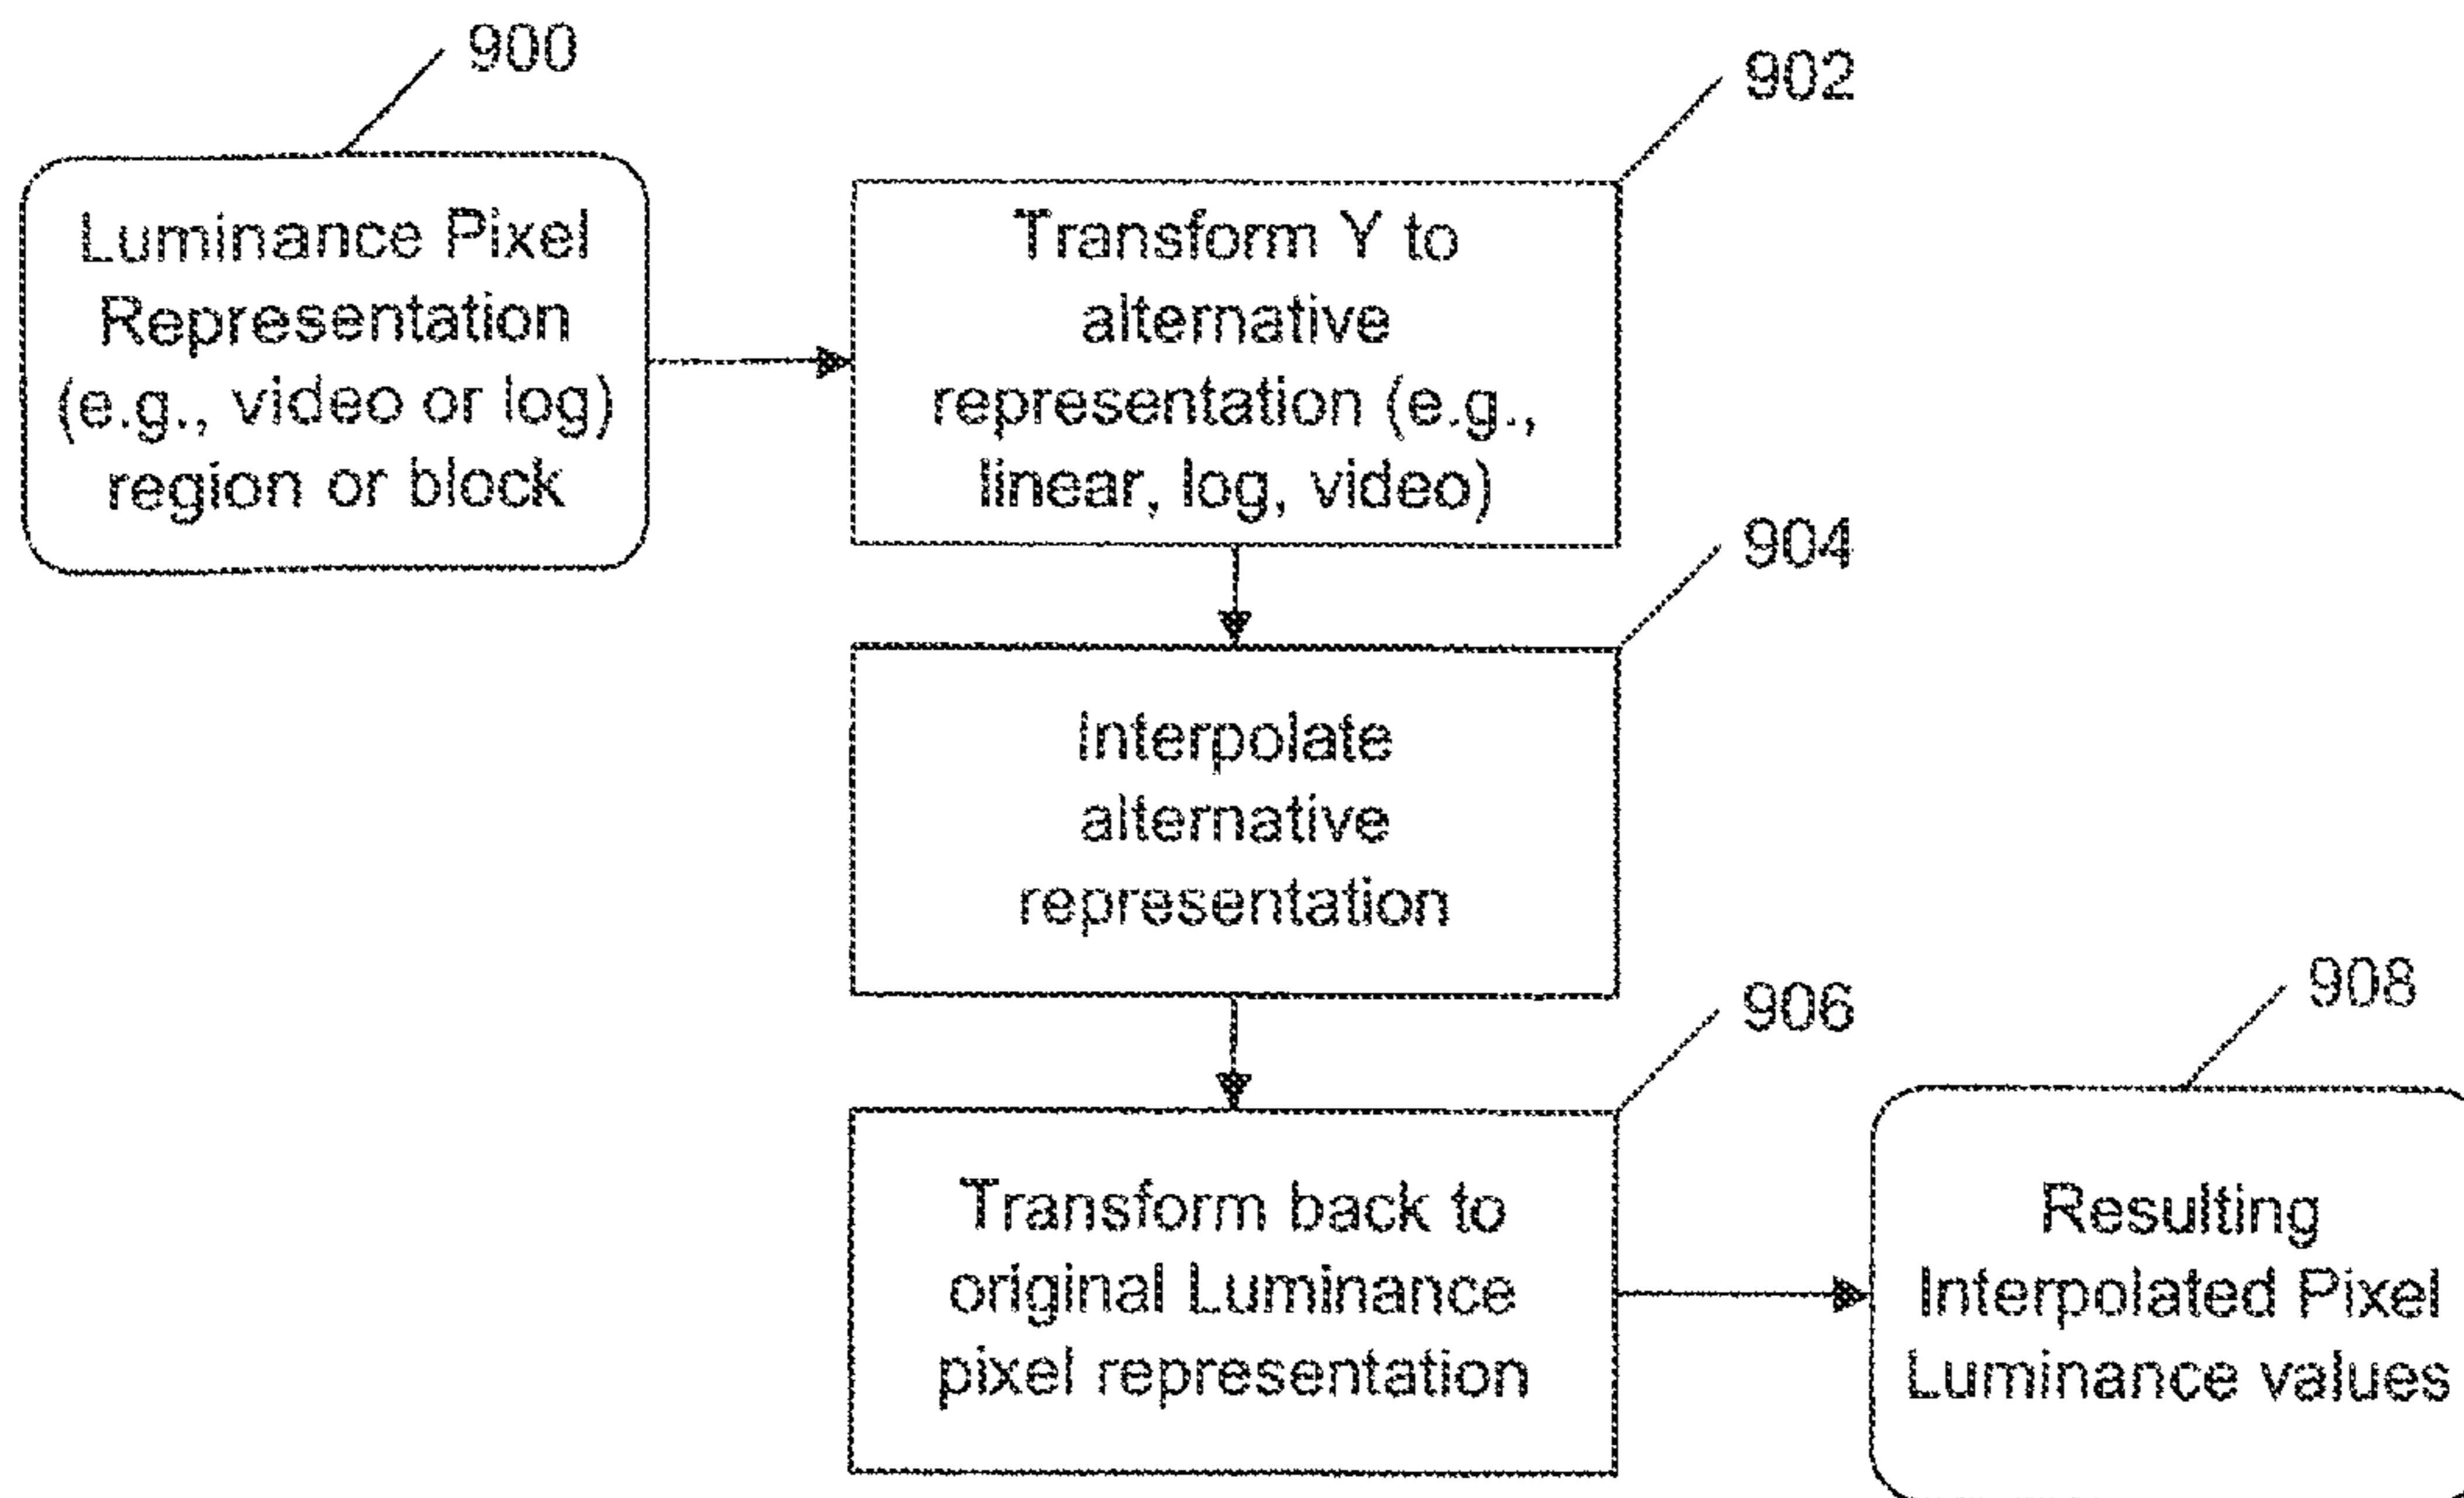 900
Luminance Pixel
Representation
(e.g., video or log)
region or block
902
Transform Y to
alternative
representation (e.g.,
linear, log, video)
904
Interpolate
alternative
representation
906
Transform back to
original Luminance
pixel representation
908
Resulting
Interpolated Pixel
Luminance values